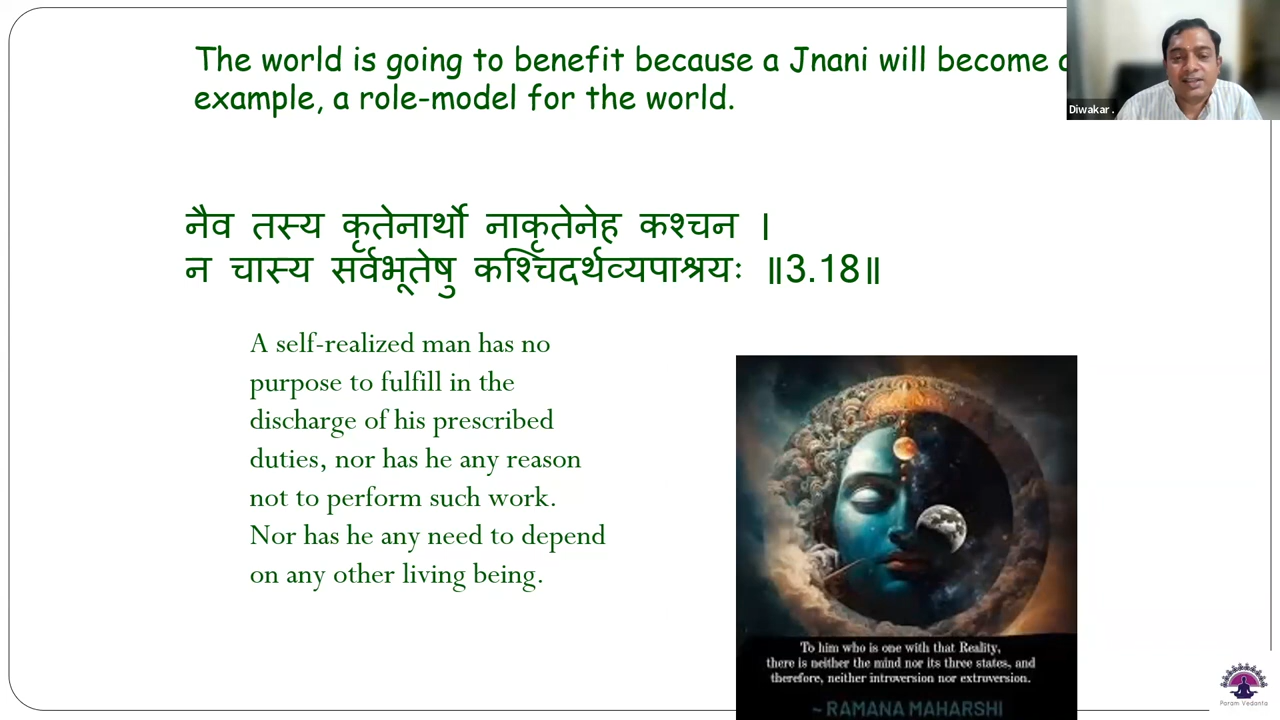 The world is going to benefit because a Jnani will become
example, a role-model for the world.
Diwakar .
नैव तस्य कृतेनार्थो नाकृतेनेह कश्चन ।
न चास्य सर्वभूतेषु कश्चिदर्थव्यपाश्रयः ॥3.18॥
A self-realized man has no
purpose to fulfill in the
discharge of his prescribed
duties, nor has he any reason
not to perform such work.
Nor has he any need to depend
on any other living being.
To him who is one with that Reality,
there is neither the mind nor its three states, and
therefore, neither introversion nor extroversion.
~ RAMANA MAHARSHI
Param Vedanta